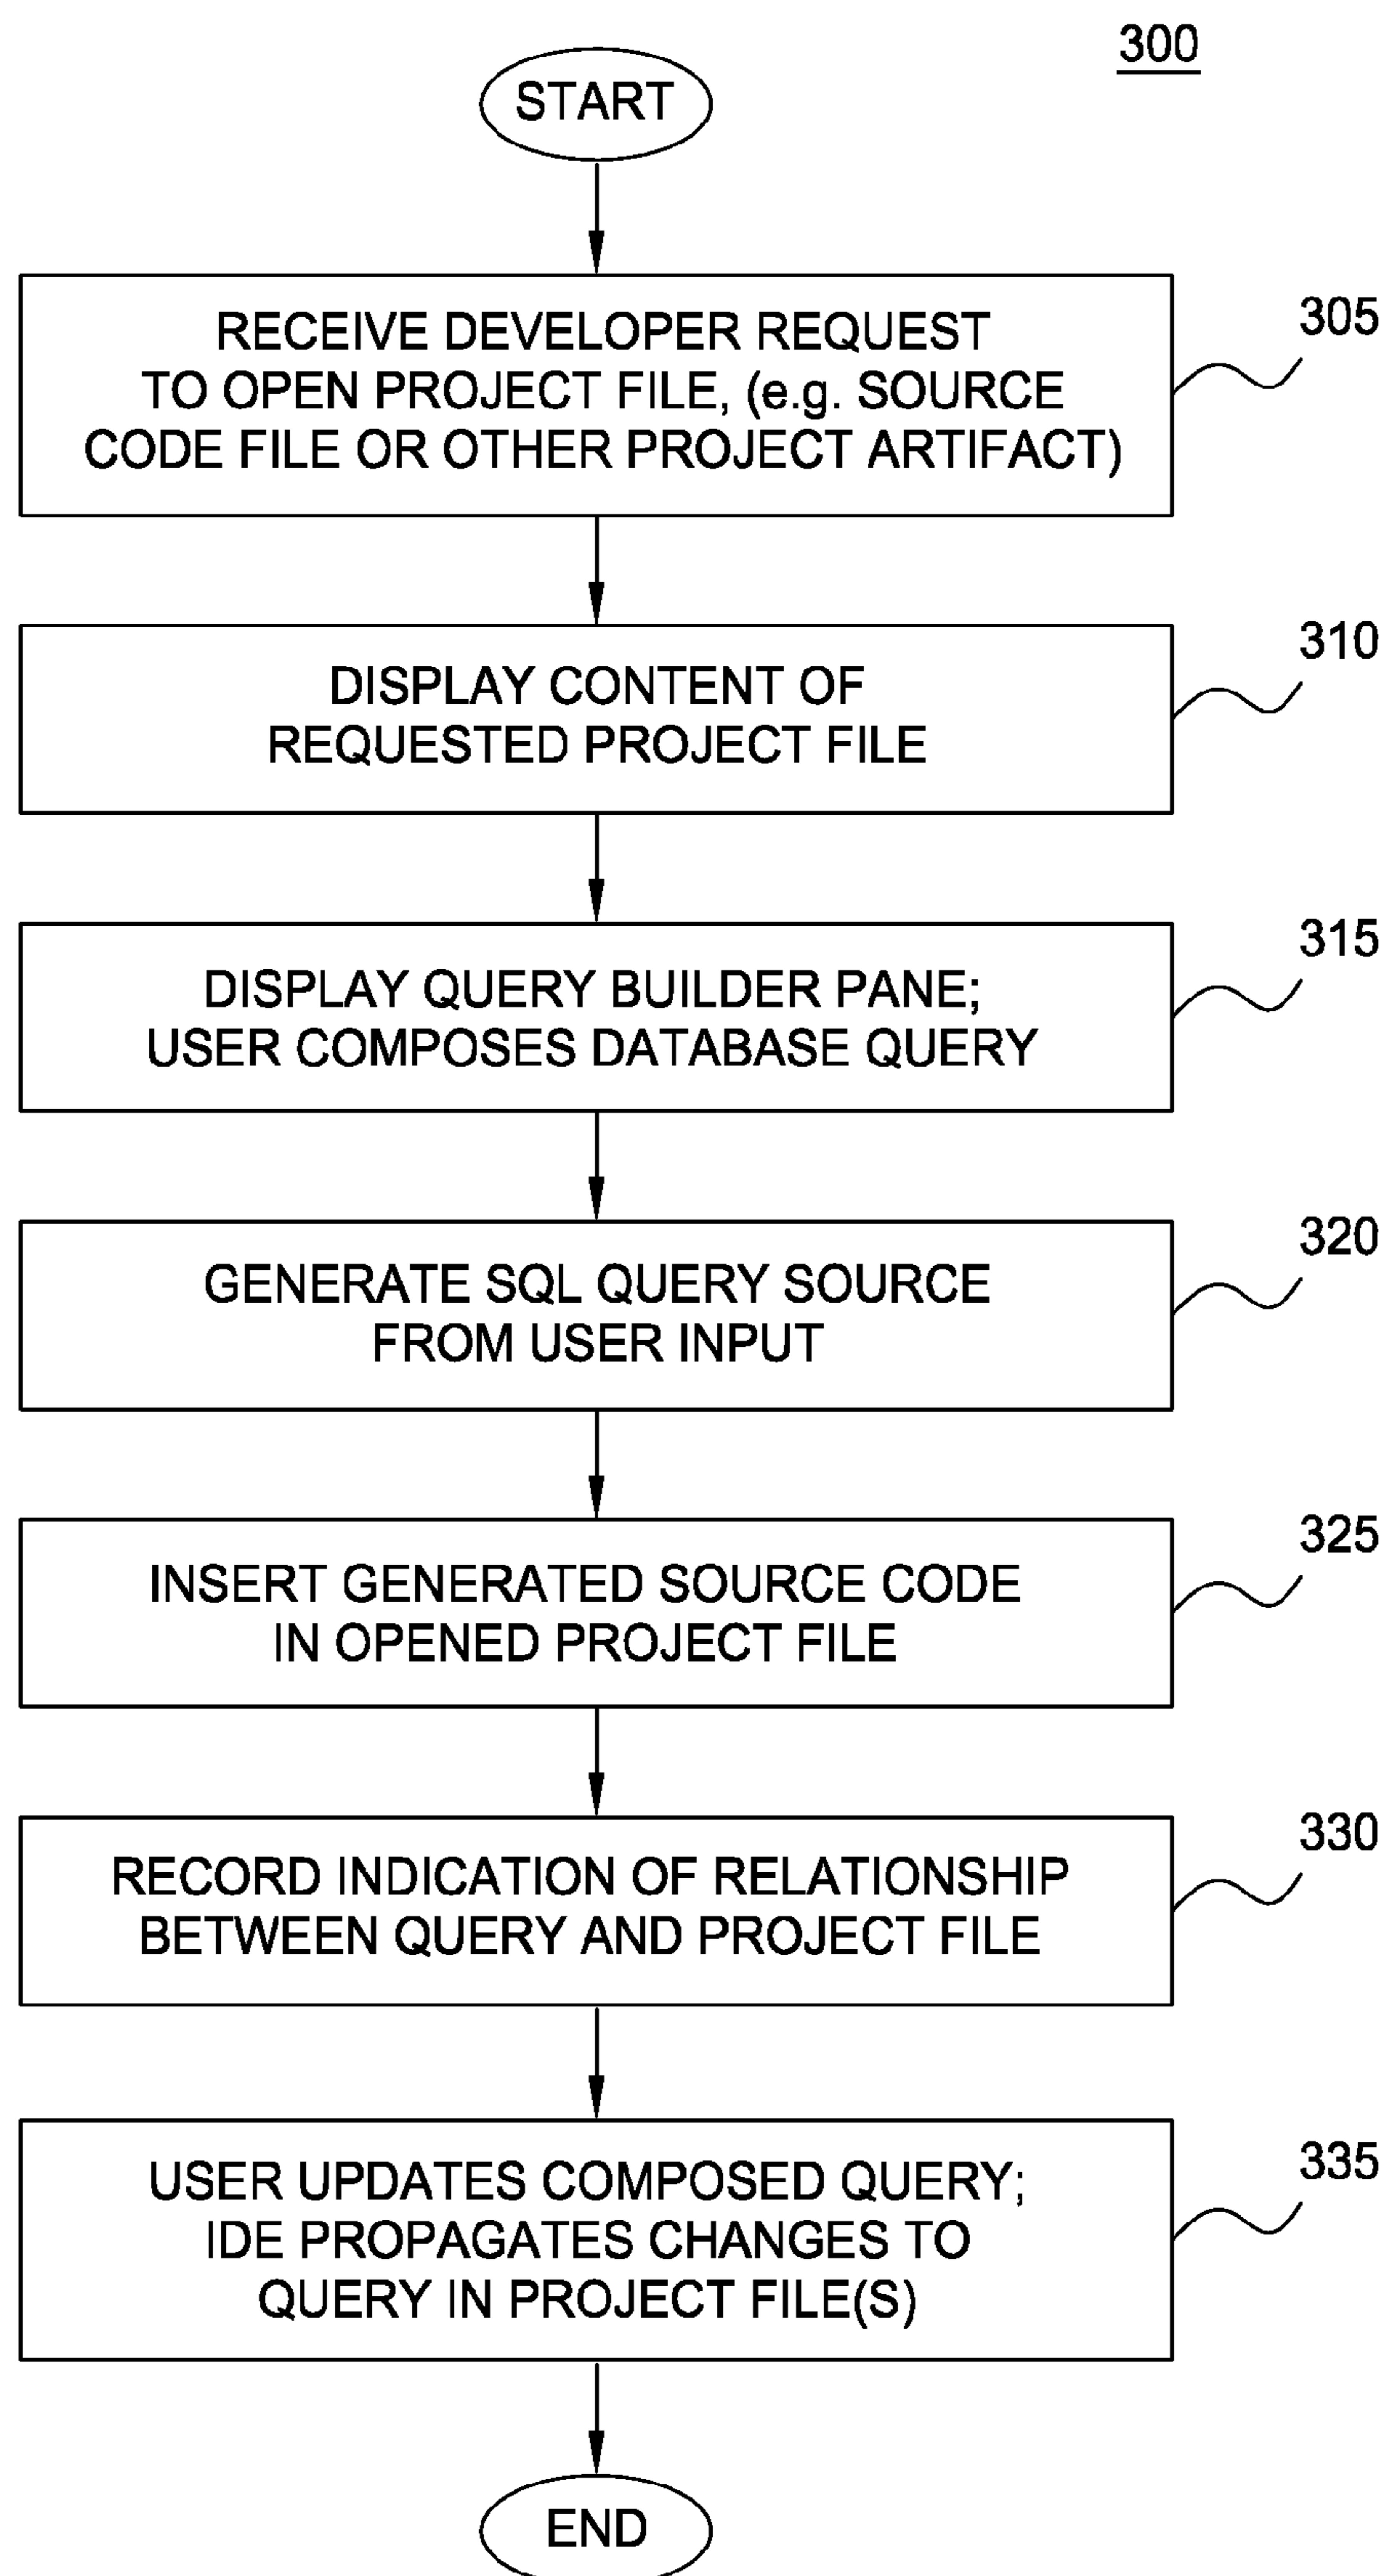 300
START
RECEIVE DEVELOPER REQUEST
TO OPEN PROJECT FILE, (e.g. SOURCE
CODE FILE OR OTHER PROJECT ARTIFACT)
305
DISPLAY CONTENT OF
REQUESTED PROJECT FILE
310
DISPLAY QUERY BUILDER PANE;
USER COMPOSES DATABASE QUERY
315
GENERATE SQL QUERY SOURCE
FROM USER INPUT
320
INSERT GENERATED SOURCE CODE
IN OPENED PROJECT FILE
325
RECORD INDICATION OF RELATIONSHIP
BETWEEN QUERY AND PROJECT FILE
330
USER UPDATES COMPOSED QUERY;
IDE PROPAGATES CHANGES TO
QUERY IN PROJECT FILE(S)
335
END